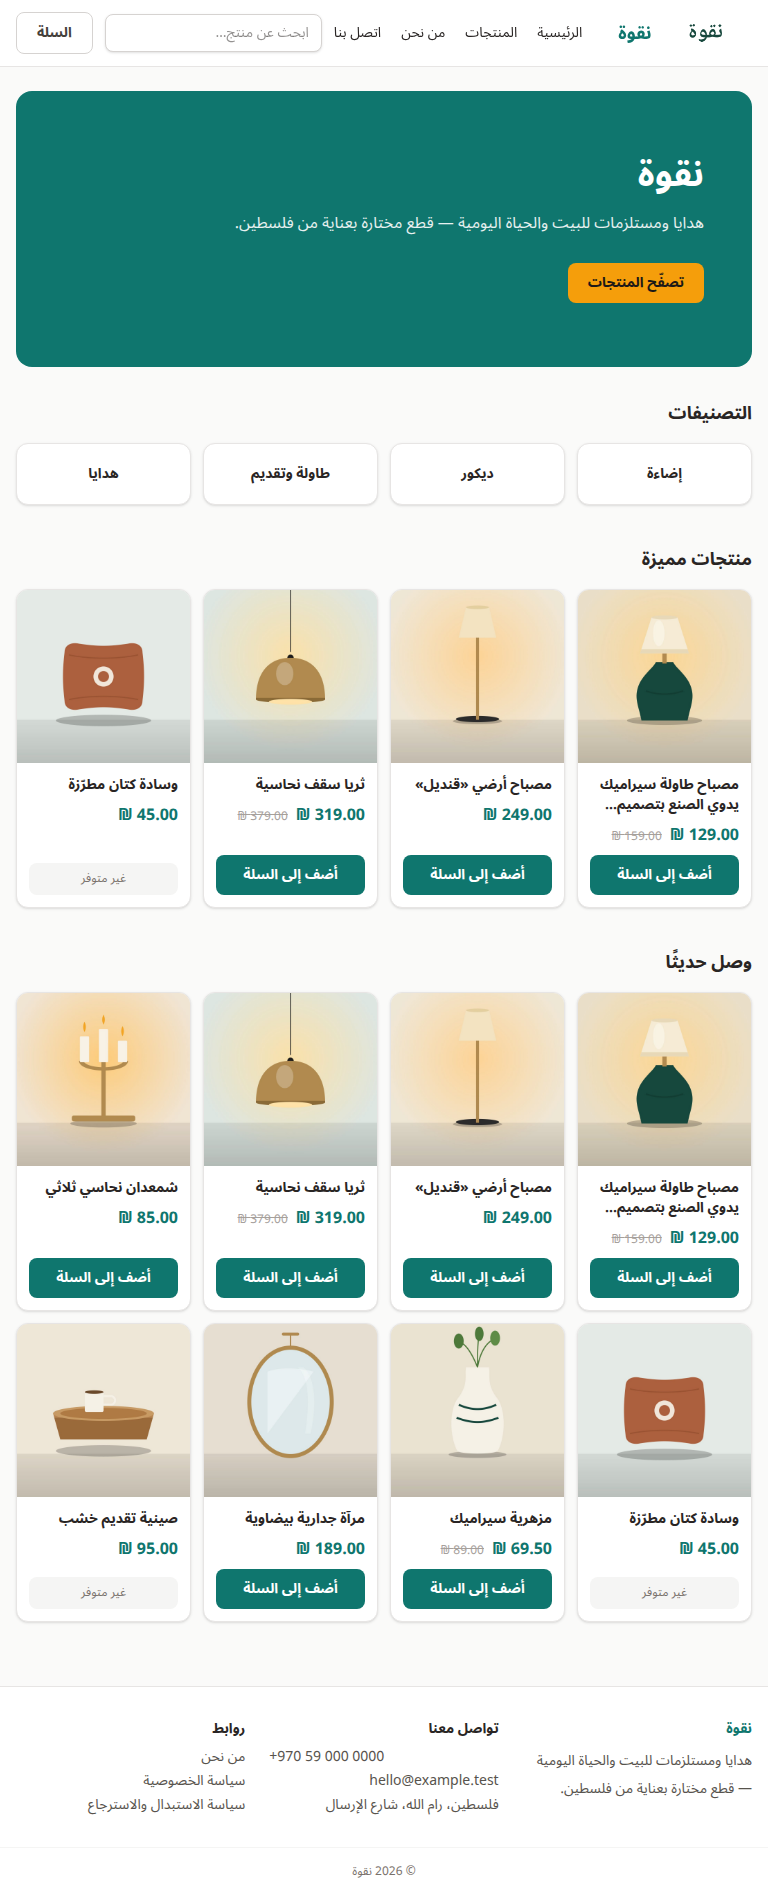 نقوة
نقوة
الرئيسية
المنتجات
من نحن
اتصل بنا
ابحث عن منتج...
السلة
نقوة
هدايا ومستلزمات للبيت والحياة اليومية — قطع مختارة بعناية من فلسطين.
تصفّح المنتجات
التصنيفات
إضاءة
ديكور
طاولة وتقديم
هدايا
منتجات مميزة
مصباح طاولة سيراميك
يدوي الصنع بتصميم...
129.00 ₪ 159.00 ₪
أضف إلى السلة
مصباح أرضي «قنديل»
249.00 ₪
أضف إلى السلة
ثريا سقف نحاسية
319.00 ₪ 379.00 ₪
أضف إلى السلة
وسادة كتان مطرّزة
45.00 ₪
غير متوفر
وصل حديثًا
مصباح طاولة سيراميك
يدوي الصنع بتصميم...
129.00 ₪ 159.00 ₪
أضف إلى السلة
مصباح أرضي «قنديل»
249.00 ₪
أضف إلى السلة
ثريا سقف نحاسية
319.00 ₪ 379.00 ₪
أضف إلى السلة
شمعدان نحاسي ثلاثي
85.00 ₪
أضف إلى السلة
وسادة كتان مطرّزة
45.00 ₪
غير متوفر
مزهرية سيراميك
69.50 ₪ 89.00 ₪
أضف إلى السلة
مرآة جدارية بيضاوية
189.00 ₪
أضف إلى السلة
صينية تقديم خشب
95.00 ₪
غير متوفر
نقوة
هدايا ومستلزمات للبيت والحياة اليومية
— قطع مختارة بعناية من فلسطين.
تواصل معنا
+970 59 000 0000
hello@example.test
فلسطين، رام الله، شارع الإرسال
روابط
من نحن
سياسة الخصوصية
سياسة الاستبدال والاسترجاع
© 2026 نقوة